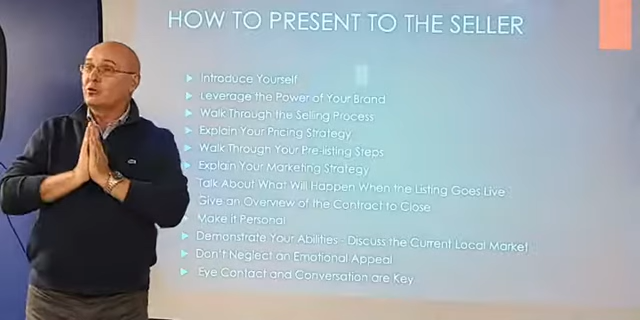 HOW TO PRESENT TO THE SELLER
Introduce Yourself
Leverage the Power of Your Brand
Walk Through the Selling Process
Explain Your Pricing Strategy
Walk Through Your Pre-listing Steps
Explain Your Marketing Strategy
Talk About What Will Happen When the Listing Goes Live
Give an Overview of the Contract to Close
Make it Personal
Demonstrate Your Abilities - Discuss the Current Local Market
Don't Neglect an Emotional Appeal
Eye Contact and Conversation are Key